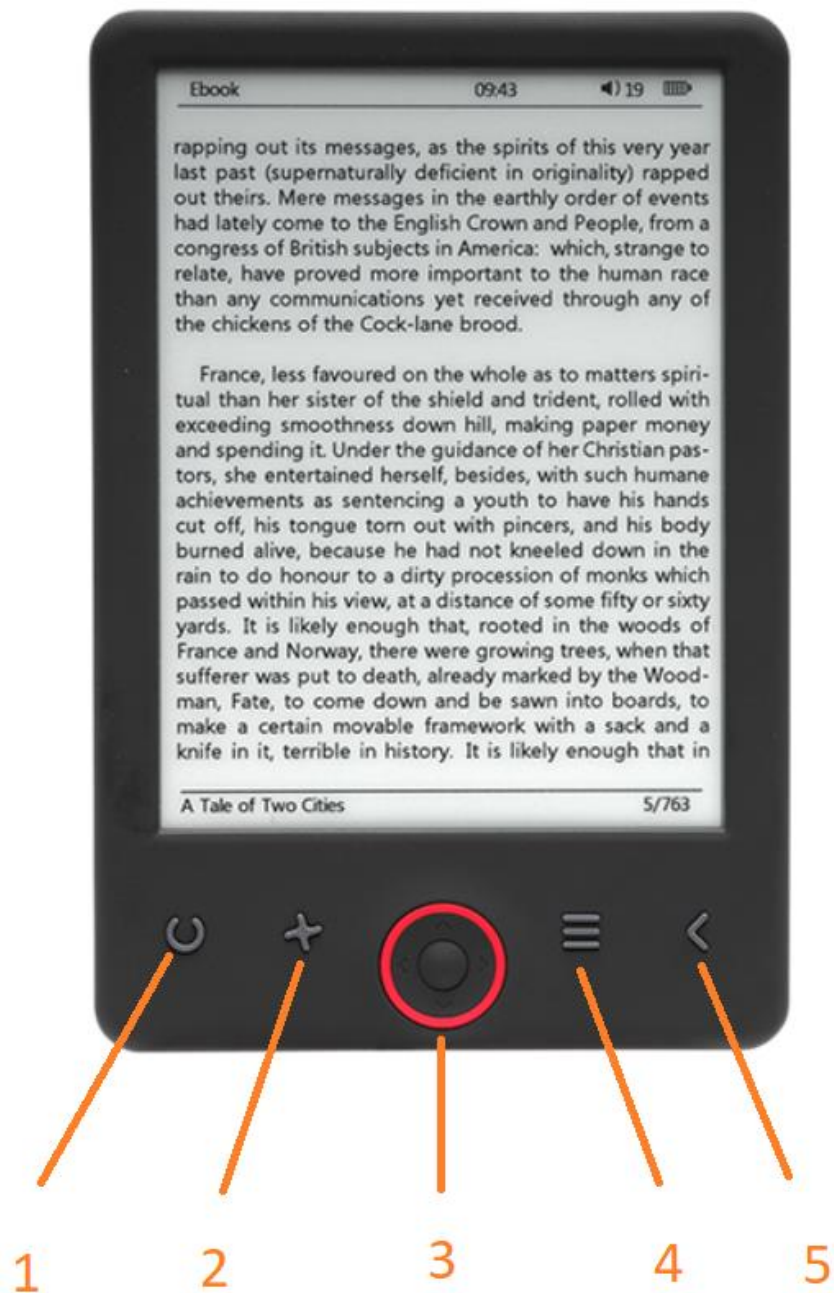 Ebook 09:43 19
rapping out its messages, as the spirits of this very year
last past (supernaturally deficient in originality) rapped
out theirs. Mere messages in the earthly order of events
had lately come to the English Crown and People, from a
congress of British subjects in America: which, strange to
relate, have proved more important to the human race
than any communications yet received through any of
the chickens of the Cock-lane brood.
France, less favoured on the whole as to matters spiri-
tual than her sister of the shield and trident, rolled with
exceeding smoothness down hill, making paper money
and spending it. Under the guidance of her Christian pas-
tors, she entertained herself, besides, with such humane
achievements as sentencing a youth to have his hands
cut off, his tongue torn out with pincers, and his body
burned alive, because he had not kneeled down in the
rain to do honour to a dirty procession of monks which
passed within his view, at a distance of some fifty or sixty
yards. It is likely enough that, rooted in the woods of
France and Norway, there were growing trees, when that
sufferer was put to death, already marked by the Wood-
man, Fate, to come down and be sawn into boards, to
make a certain movable framework with a sack and a
knife in it, terrible in history. It is likely enough that in
A Tale of Two Cities 5/763
1 2 3 4 5